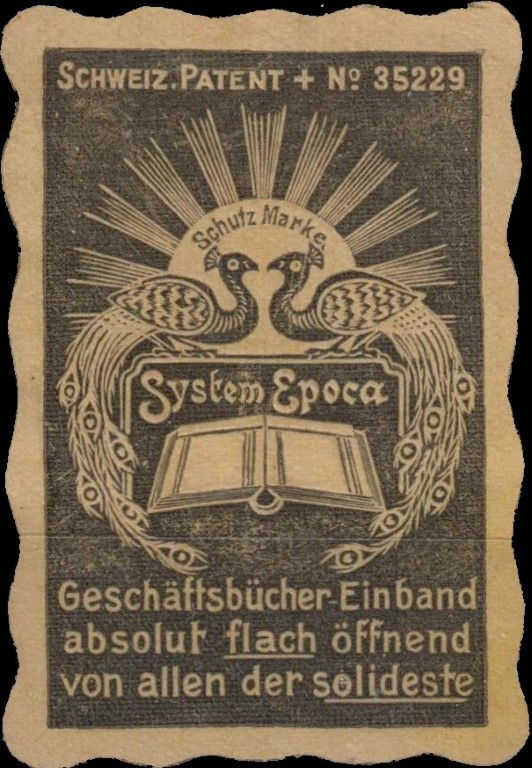 SCHWEIZ. PATENT + Nº 35229
Schutz Marke
System Epoca
Geschäftsbücher-Einband
absolut flach öffnend
von allen der solideste